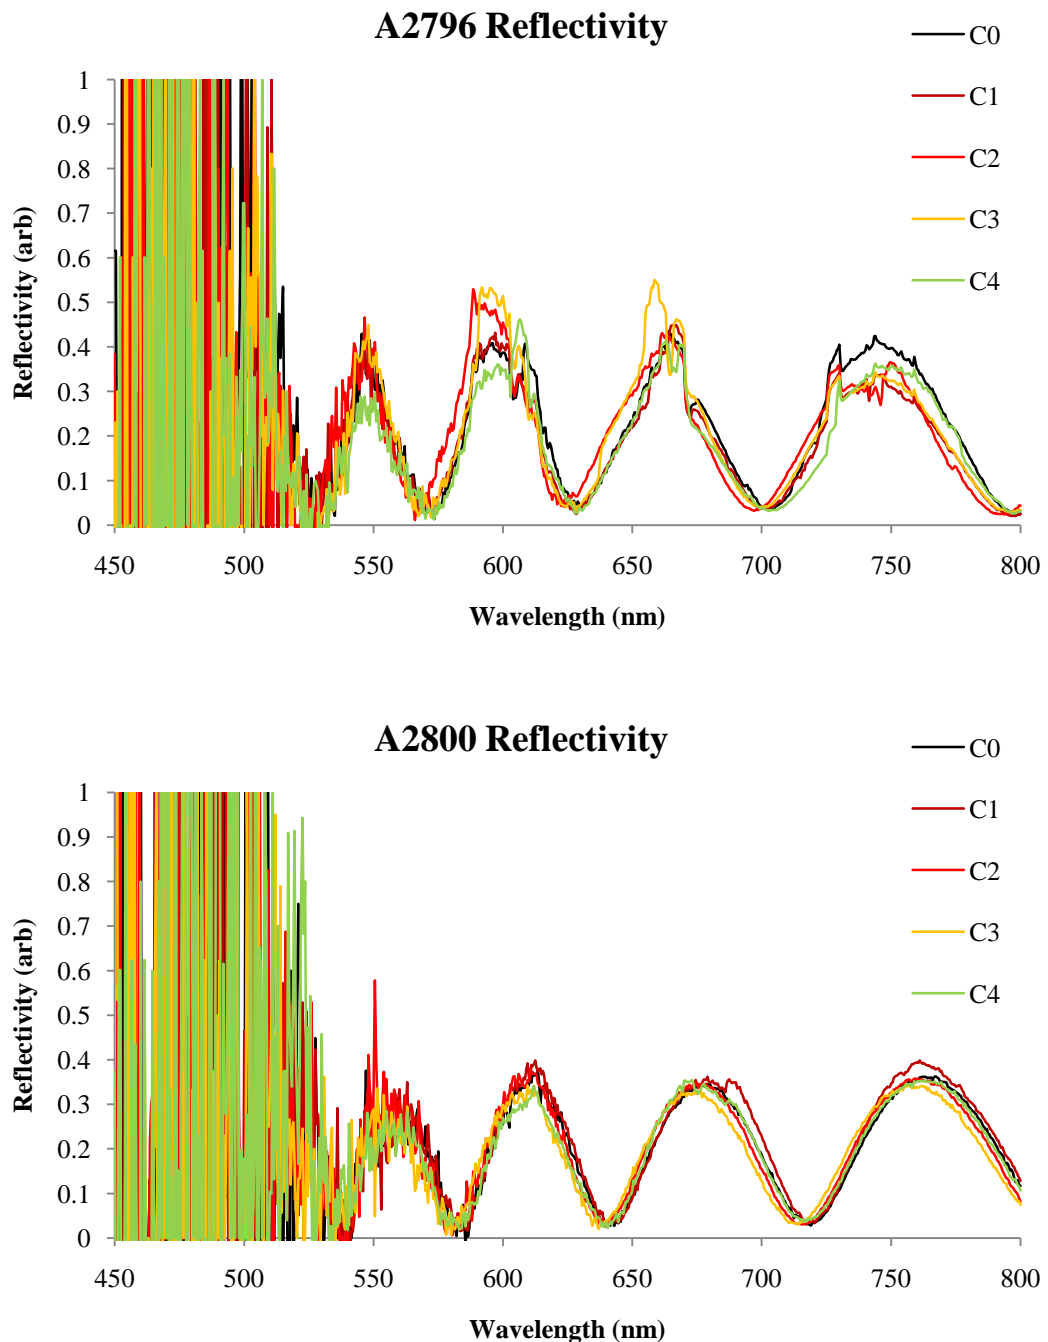 A2796 Reflectivity
C0
C1
C2
C3
C4
1
0.9
0.8
0.7
0.6
0.5
0.4
0.3
0.2
0.1
0
Reflectivity (arb)
450 500 550 600 650 700 750 800
Wavelength (nm)
A2800 Reflectivity
C0
C1
C2
C3
C4
1
0.9
0.8
0.7
0.6
0.5
0.4
0.3
0.2
0.1
0
Reflectivity (arb)
450 500 550 600 650 700 750 800
Wavelength (nm)